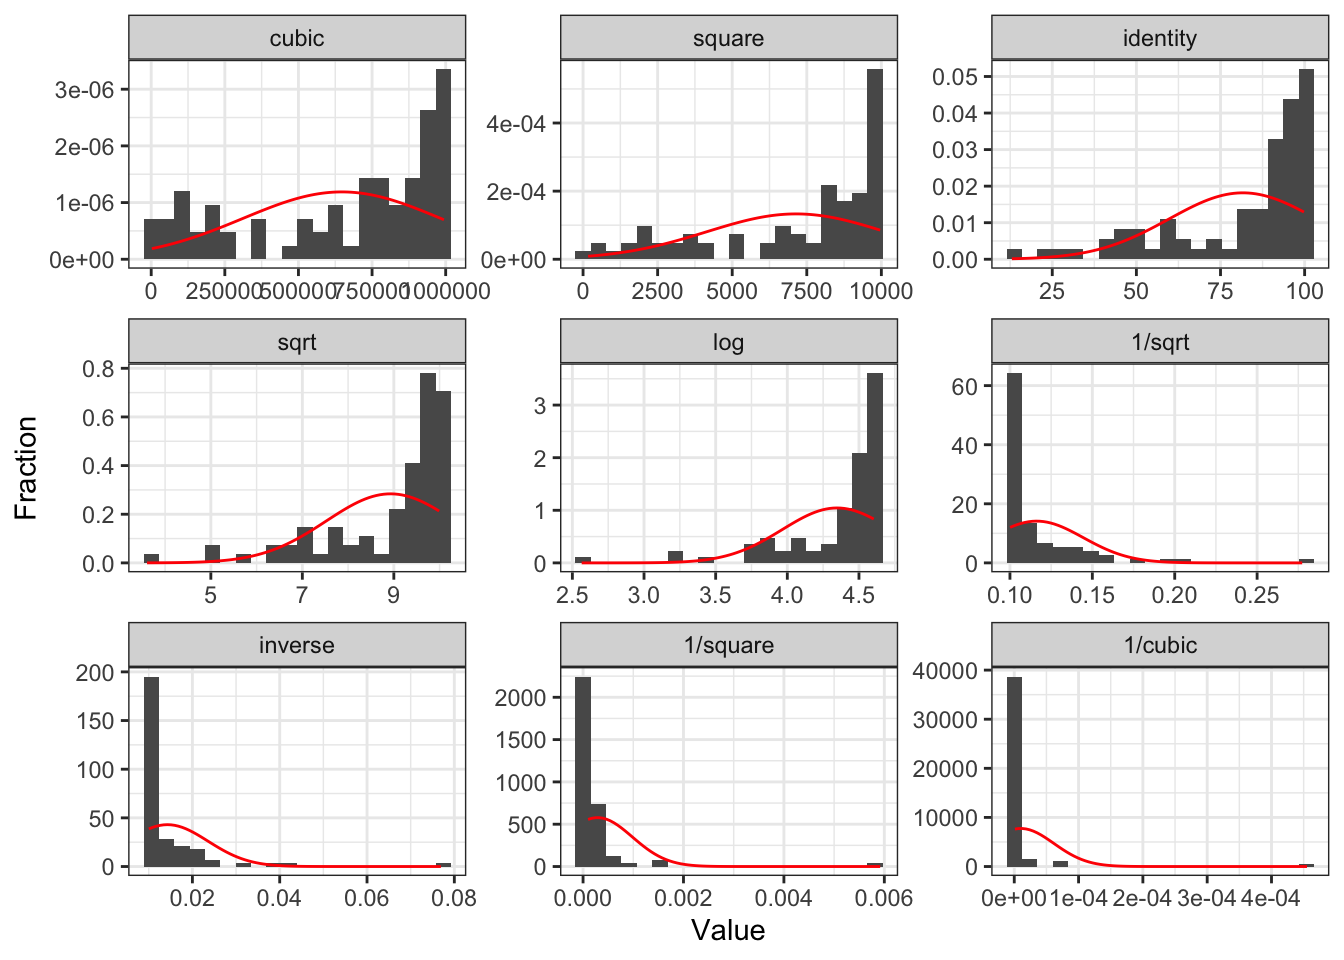 cubic
square
identity
3e-06
2e-06
1e-06
0e+00
4e-04
2e-04
0e+00
0.05
0.04
0.03
0.02
0.01
0.00
0 250000 500000 750000 1000000
0 2500 5000 7500 10000
25 50 75 100
sqrt
log
1/sqrt
0.8
0.6
0.4
0.2
0.0
3
2
1
0
60
40
20
0
5 7 9
2.5 3.0 3.5 4.0 4.5
0.10 0.15 0.20 0.25
Fraction
inverse
1/square
1/cubic
200
150
100
50
0
2000
1500
1000
500
0
40000
30000
20000
10000
0
0.02 0.04 0.06 0.08
0.000 0.002 0.004 0.006
0e+00 1e-04 2e-04 3e-04 4e-04
Value